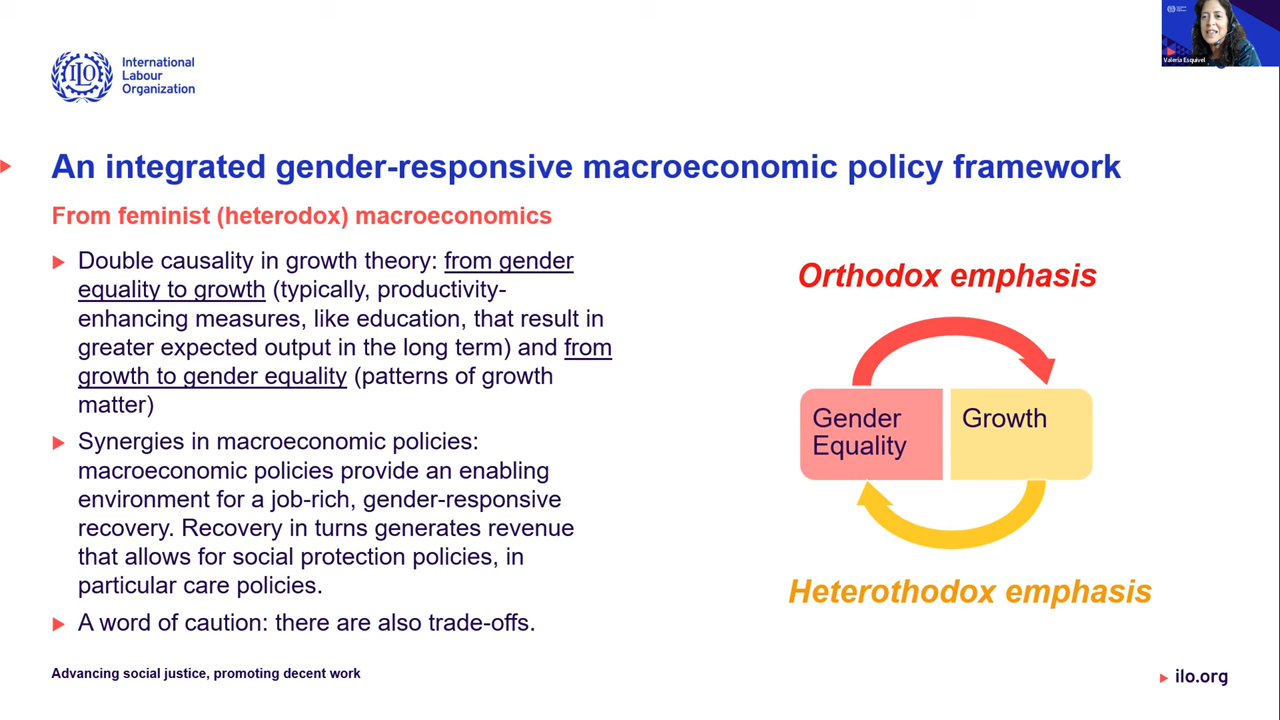 Valeria Esquivel
International
Labour
Organization
An integrated gender-responsive macroeconomic policy framework
From feminist (heterodox) macroeconomics
Double causality in growth theory: from gender
equality to growth (typically, productivity-
enhancing measures, like education, that result in
greater expected output in the long term) and from
growth to gender equality (patterns of growth
matter)
Synergies in macroeconomic policies:
macroeconomic policies provide an enabling
environment for a job-rich, gender-responsive
recovery. Recovery in turns generates revenue
that allows for social protection policies, in
particular care policies.
A word of caution: there are also trade-offs.
Orthodox emphasis
Gender
Equality
Growth
Heterothodox emphasis
Advancing social justice, promoting decent work
ilo.org